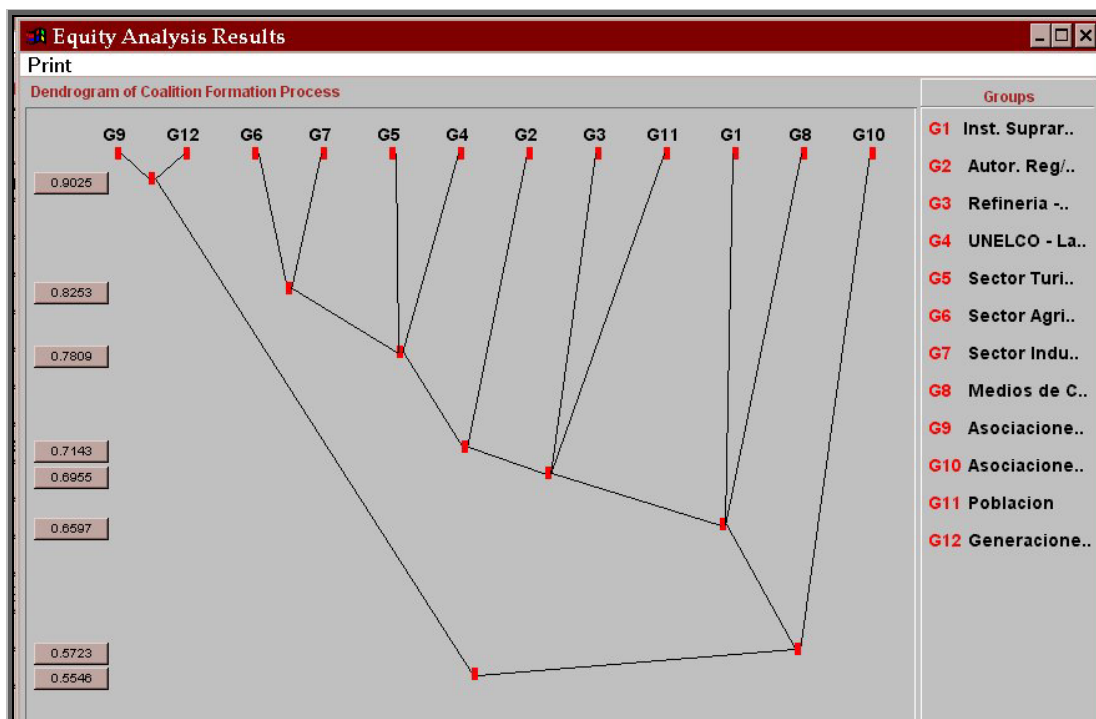 Equity Analysis Results
Print
Dendrogram of Coalition Formation Process
G9 G12 G6 G7 G5 G4 G2 G3 G11 G1 G8 G10
0.9025
0.8253
0.7809
0.7143
0.6955
0.6597
0.5723
0.5546
Groups
G1 Inst. Suprar..
G2 Autor. Reg/..
G3 Refineria -..
G4 UNELCO - La..
G5 Sector Turi..
G6 Sector Agri..
G7 Sector Indu..
G8 Medios de C..
G9 Asociacione..
G10 Asociacione..
G11 Poblacion
G12 Generacione..